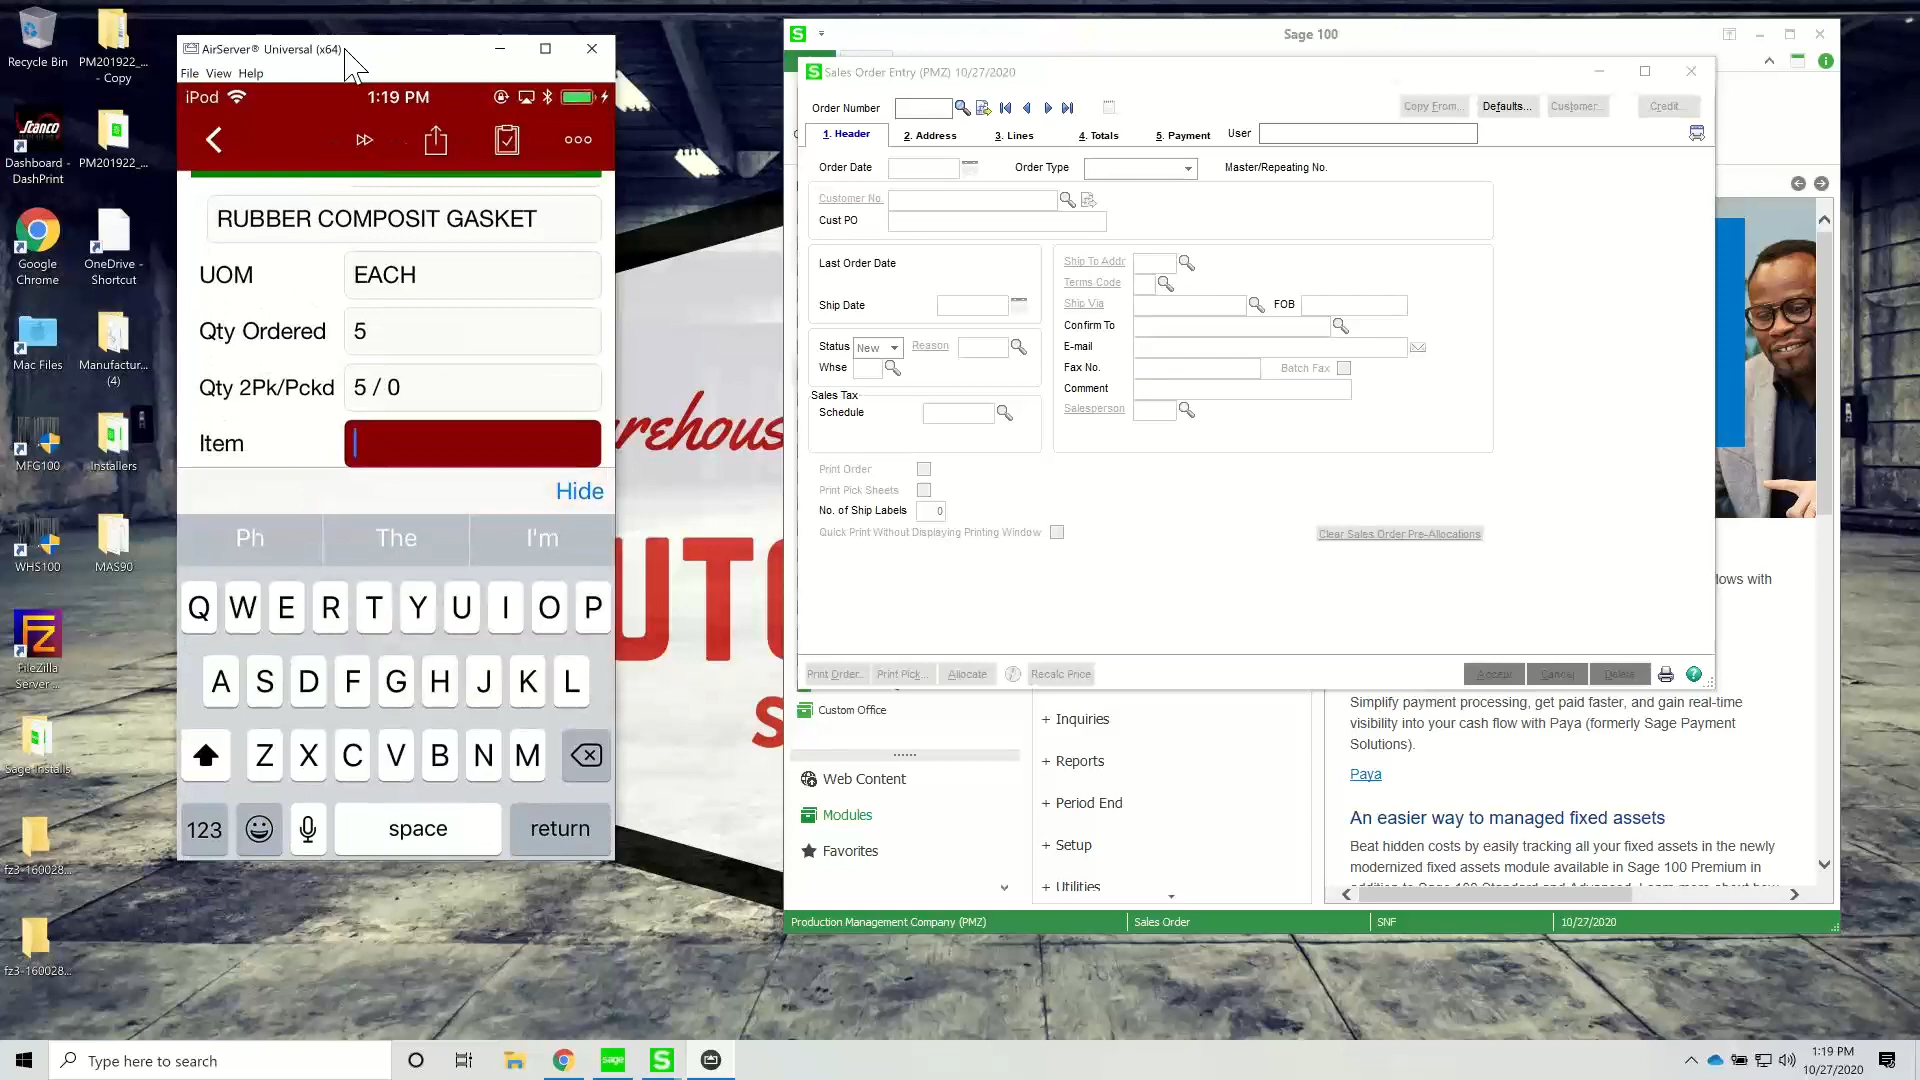 Recycle Bin
PM201922_...
- Copy
Stanco
Dashboard -
DashPrint
PM201922_...
Google
Chrome
OneDrive -
Shortcut
Mac Files
Manufactur...
(4)
MFG100
Installers
WHS100
MAS90
FileZilla
Server ...
Sage Installs
fz3-160028...
fz3-160028...
AirServer® Universal (x64)
File View Help
iPod
1:19 PM
RUBBER COMPOSIT GASKET
UOM EACH
Qty Ordered 5
Qty 2Pk/Pckd 5 / 0
Item
Hide
Ph The I'm
Q W E R T Y U I O P
A S D F G H J K L
Z X C V B N M
123 space return
Sage 100
Sales Order Entry (PMZ) 10/27/2020
Order Number
Copy From... Defaults... Customer... Credit...
1. Header 2. Address 3. Lines 4. Totals 5. Payment User
Order Date Order Type Master/Repeating No.
Customer No.
Cust PO
Last Order Date
Ship Date
Status New Reason
Whse
Sales Tax
Schedule
Ship To Addr
Terms Code
Ship Via FOB
Confirm To
E-mail
Fax No. Batch Fax
Comment
Salesperson
Print Order
Print Pick Sheets
No. of Ship Labels 0
Quick Print Without Displaying Printing Window
Clear Sales Order Pre-Allocations
Print Order... Print Pick... Allocate Recalc Price Accept Cancel Delete
Custom Office
Web Content
Modules
Favorites
+ Inquiries
+ Reports
+ Period End
+ Setup
+ Utilities
lows with
Simplify payment processing, get paid faster, and gain real-time
visibility into your cash flow with Paya (formerly Sage Payment
Solutions).
Paya
An easier way to managed fixed assets
Beat hidden costs by easily tracking all your fixed assets in the newly
modernized fixed assets module available in Sage 100 Premium in
Production Management Company (PMZ) Sales Order SNF 10/27/2020
rehous
UTO
S
Type here to search
sage
1:19 PM
10/27/2020